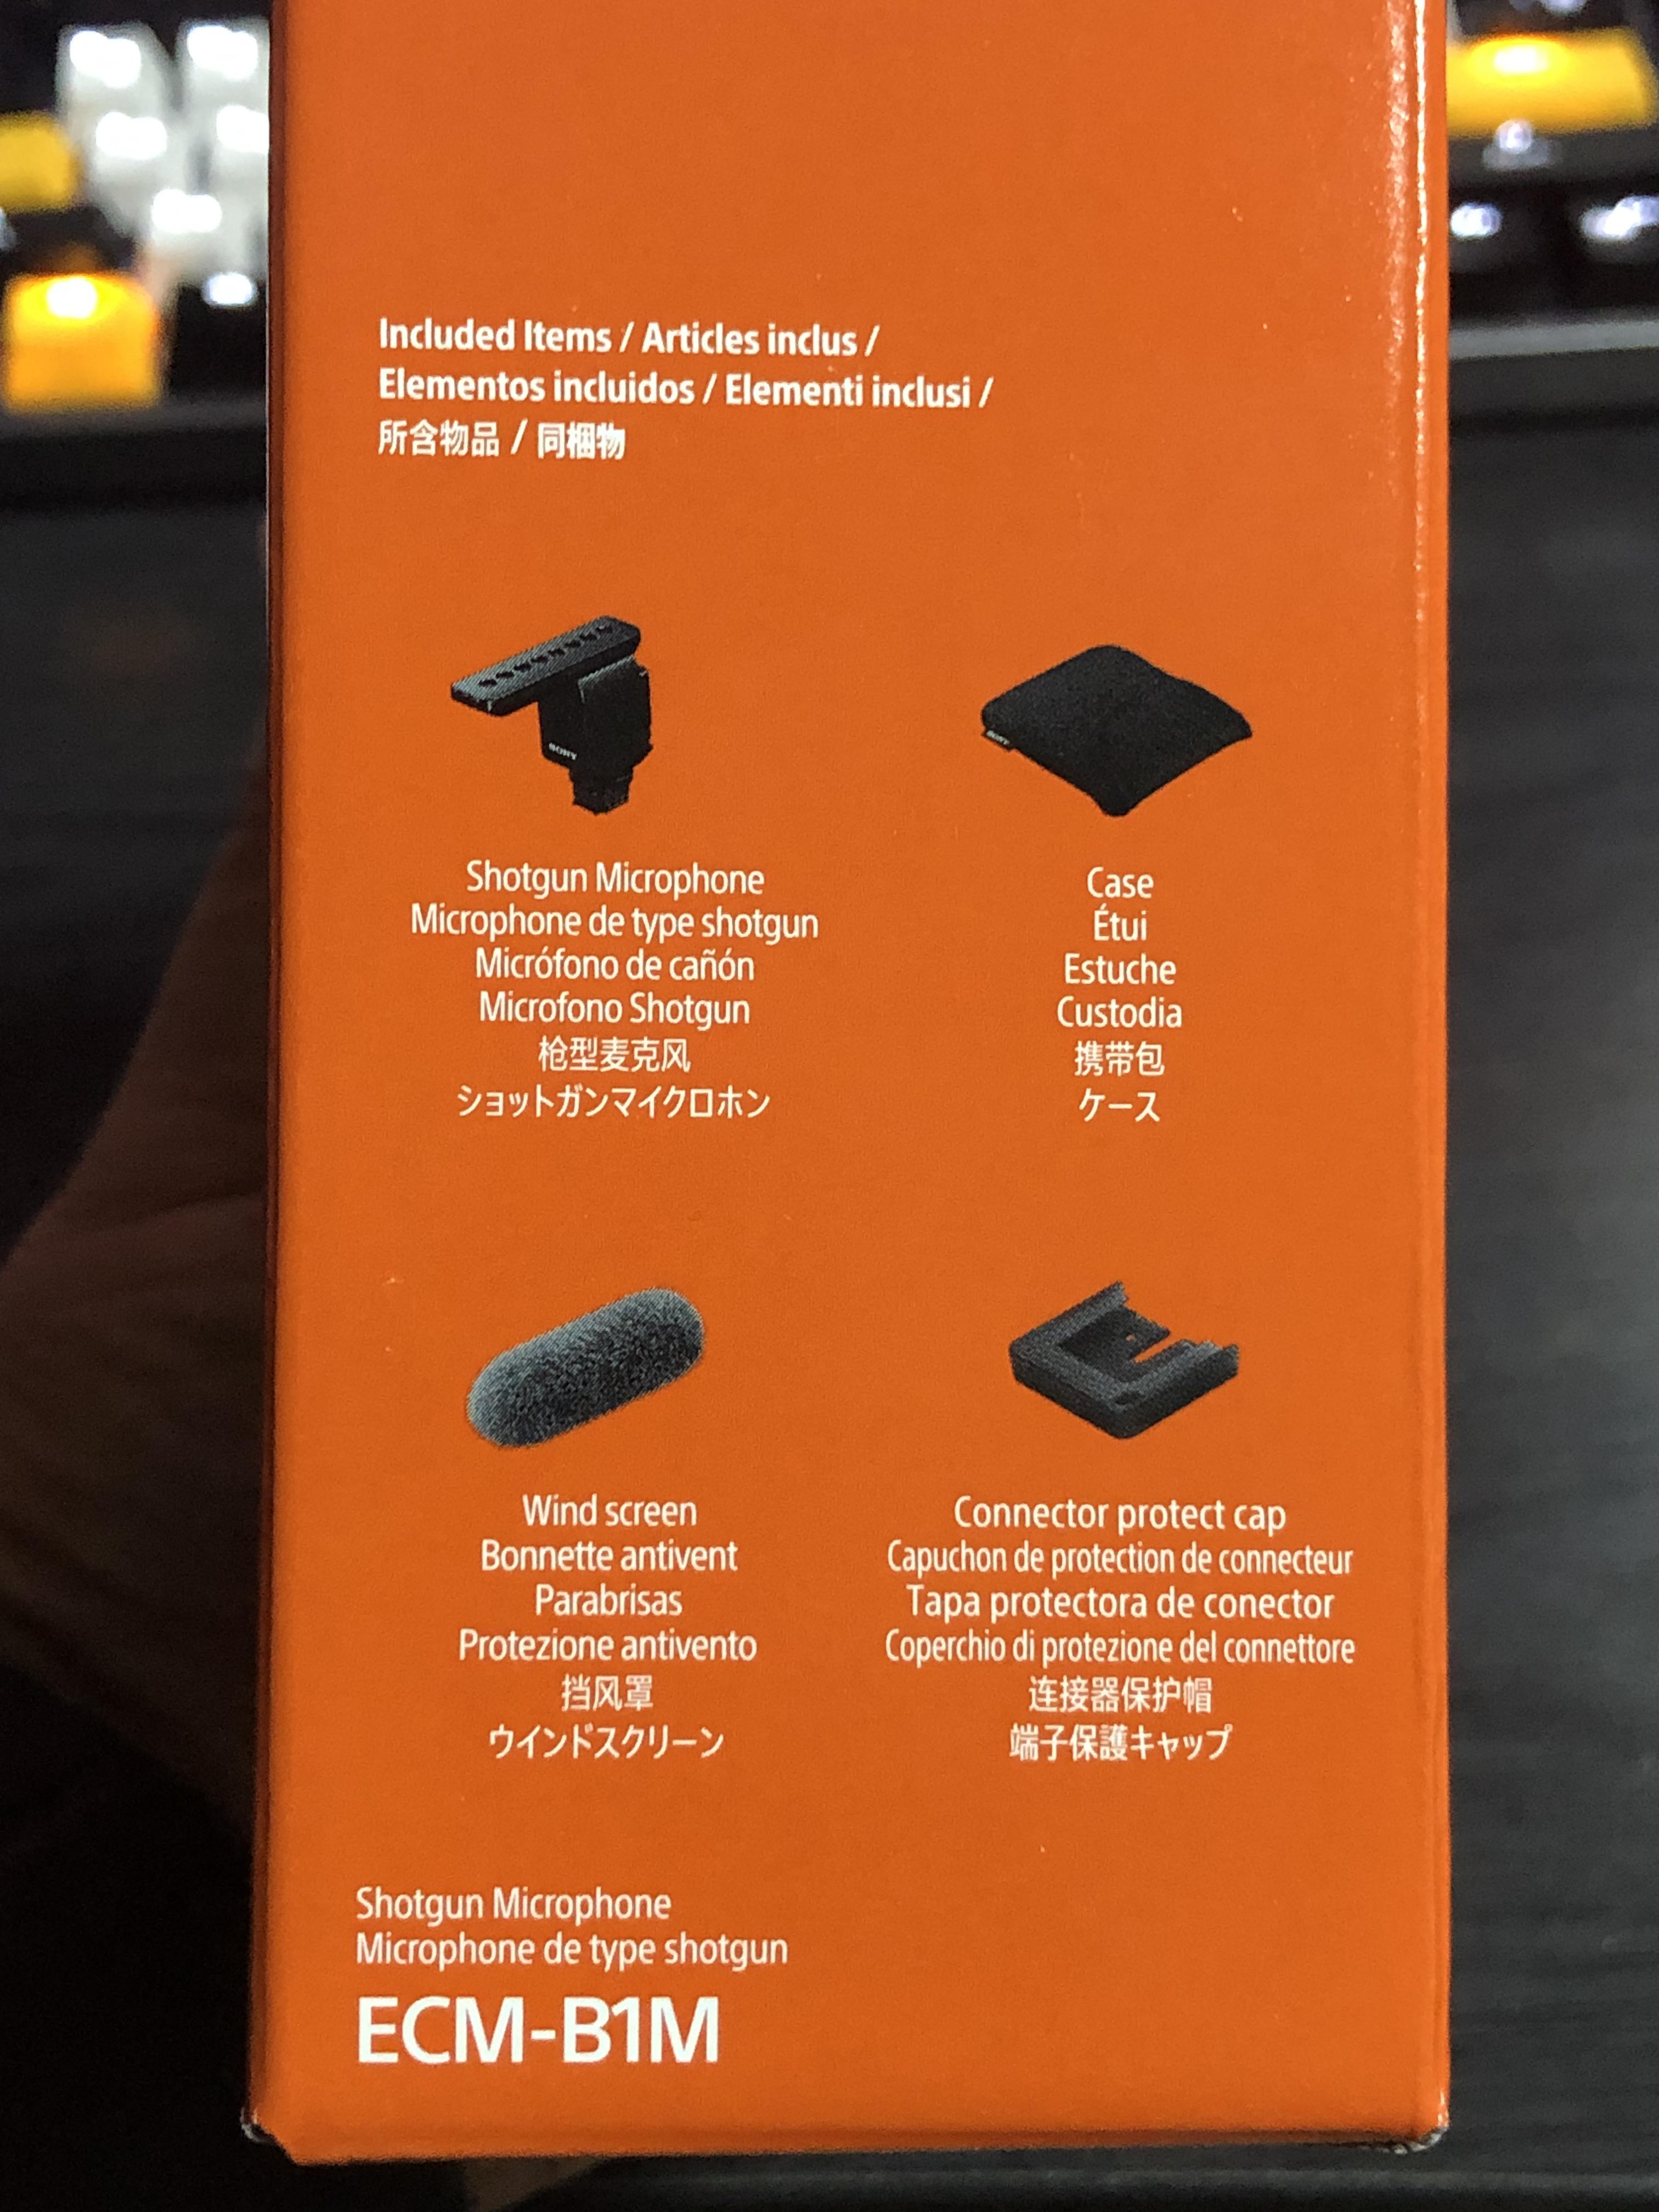 Included Items / Articles inclus /
Elementos incluidos / Elementi inclusi /
所含物品 / 同梱物
SONY
SONY
Shotgun Microphone
Microphone de type shotgun
Micrófono de cañón
Microfono Shotgun
枪型麦克风
ショットガンマイクロホン
Case
Étui
Estuche
Custodia
携带包
ケース
Wind screen
Bonnette antivent
Parabrisas
Protezione antivento
挡风罩
ウインドスクリーン
Connector protect cap
Capuchon de protection de connecteur
Tapa protectora de conector
Coperchio di protezione del connettore
连接器保护帽
端子保護キャップ
Shotgun Microphone
Microphone de type shotgun
ECM-B1M